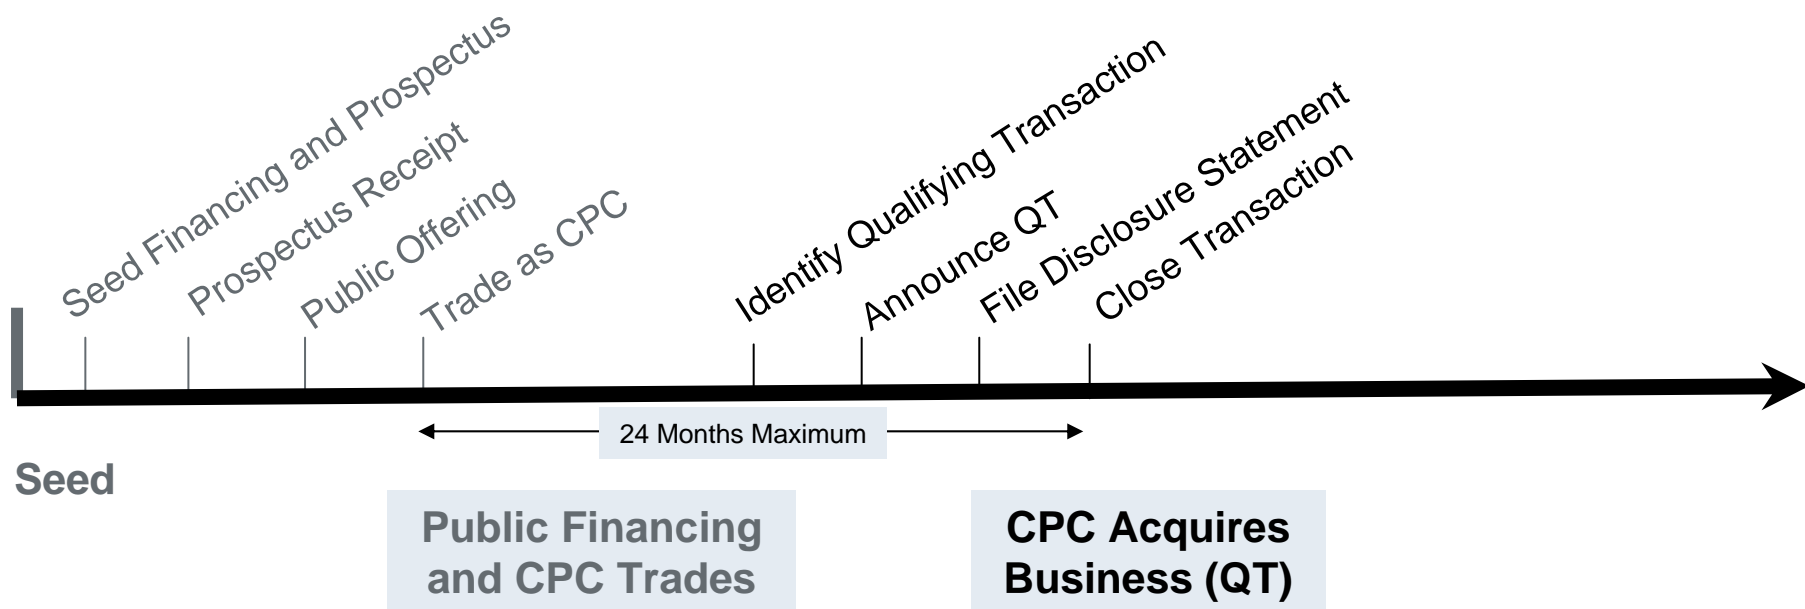 Seed Financing and Prospectus
Prospectus Receipt
Public Offering
Trade as CPC
Identify Qualifying Transaction
Announce QT
File Disclosure Statement
Close Transaction
24 Months Maximum
Seed
Public Financing
and CPC Trades
CPC Acquires
Business (QT)